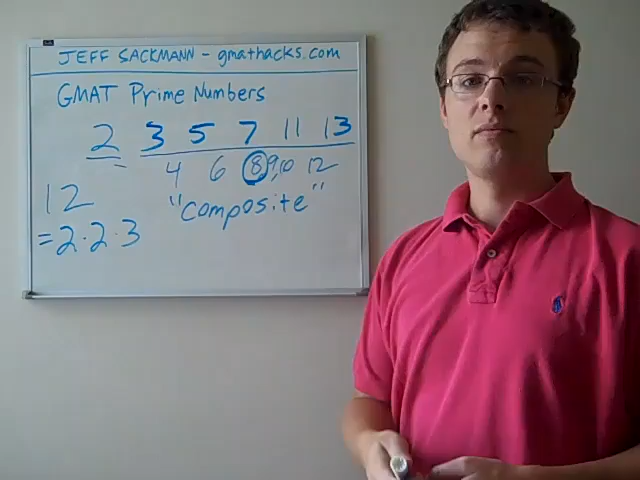 JEFF SACKMANN - gmathacks.com
GMAT Prime Numbers
2 3 5 7 11 13
4 6 8,9,10 12
12 "composite"
= 2·2·3